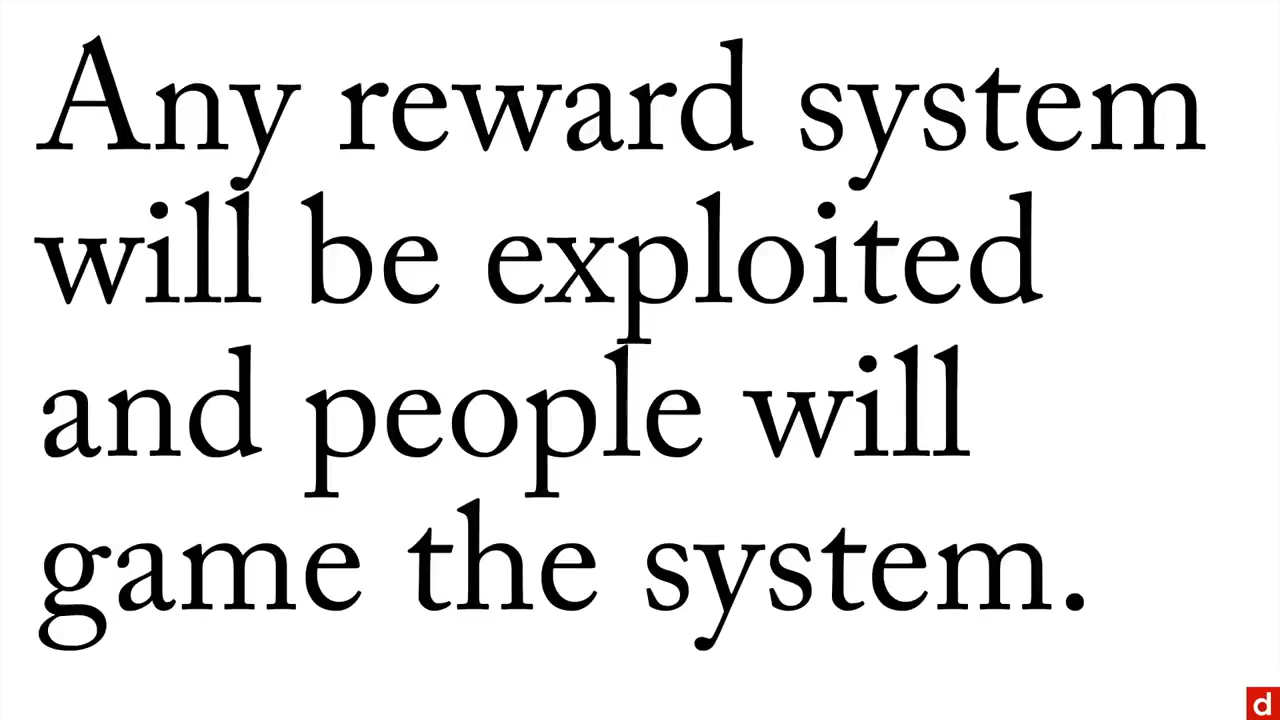 Any reward system
will be exploited
and people will
game the system.
d